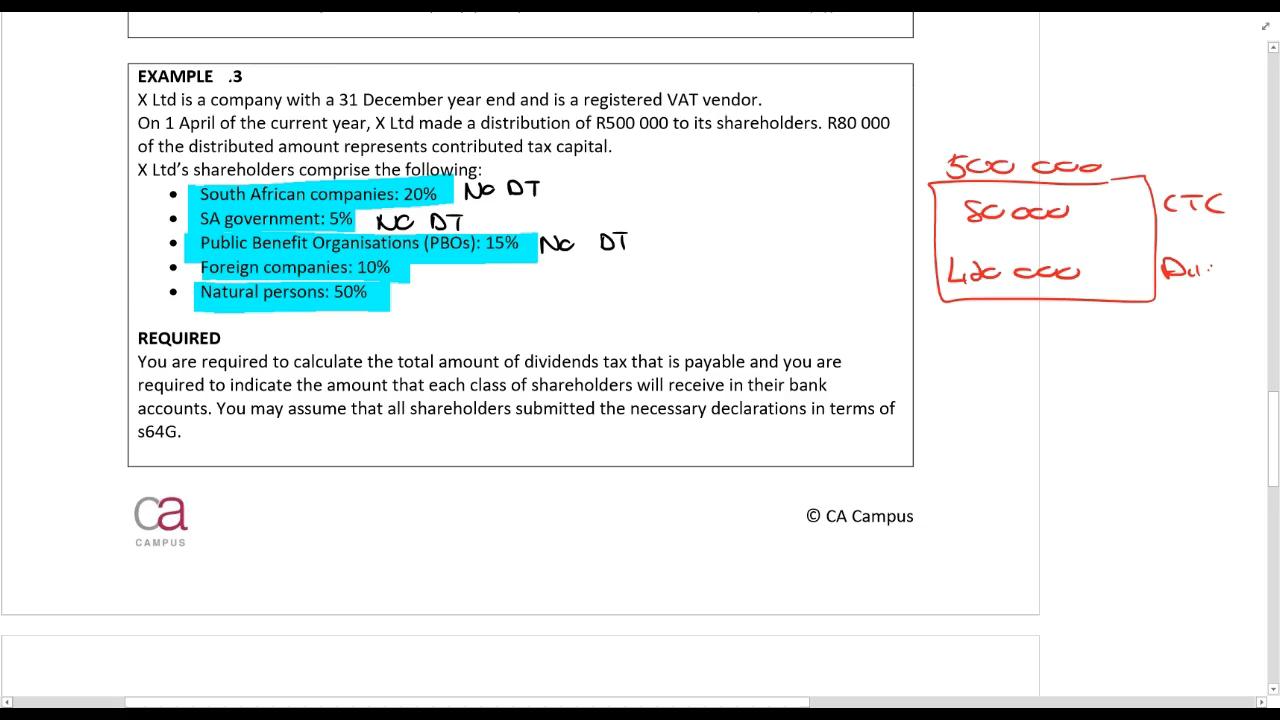 EXAMPLE .3
X Ltd is a company with a 31 December year end and is a registered VAT vendor.
On 1 April of the current year, X Ltd made a distribution of R500 000 to its shareholders. R80 000
of the distributed amount represents contributed tax capital.
X Ltd's shareholders comprise the following:
• South African companies: 20% No DT
• SA government: 5% NO DT
• Public Benefit Organisations (PBOs): 15% No DT
• Foreign companies: 10%
• Natural persons: 50%
500 000
80 000 CTC
420 000
REQUIRED
You are required to calculate the total amount of dividends tax that is payable and you are
required to indicate the amount that each class of shareholders will receive in their bank
accounts. You may assume that all shareholders submitted the necessary declarations in terms of
s64G.
ca
CAMPUS
© CA Campus